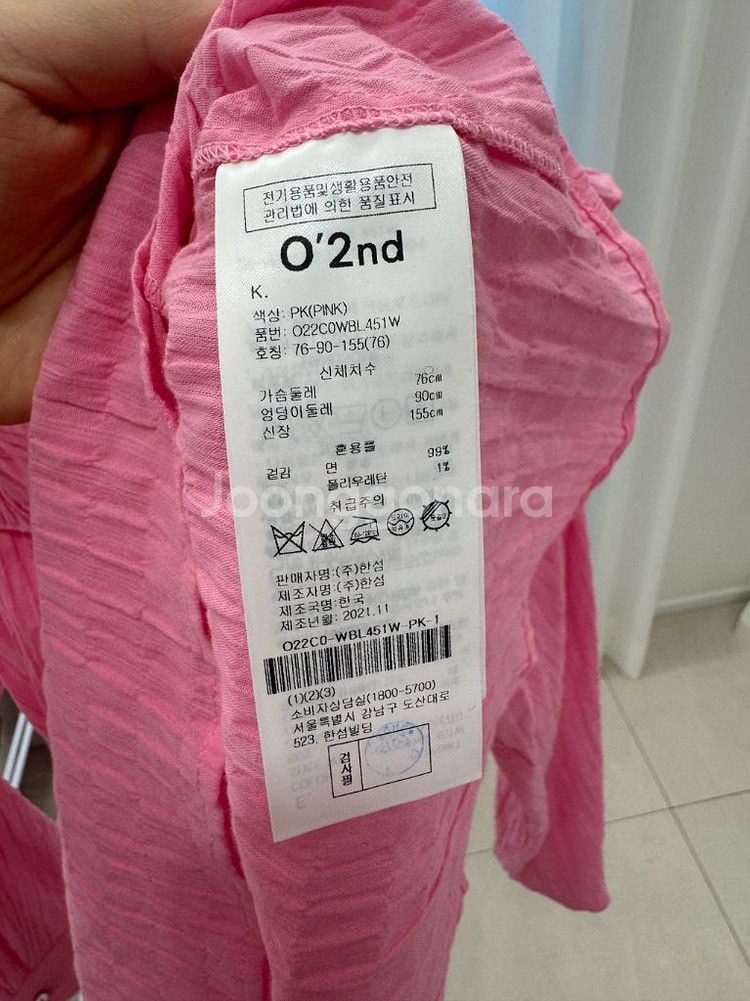 전기용품및생활용품안전
관리법에 의한 품질표시
O'2nd
K.
색상: PK(PINK)
품번: O22C0WBL451W
호칭: 76-90-155(76)
신체치수
가슴둘레 76cm
엉덩이둘레 90cm
신장 155cm
혼용률
겉감 면 99%
폴리우레탄 1%
Joongoonara
취급주의
판매자명:(주)한섬
제조자명:(주)한섬
제조국명:한국
제조년월: 2021.11
O22C0-WBL451W-PK-1
(1)(2)(3)
소비자상담실(1800-5700)
서울특별시 강남구 도산대로
523. 한섬빌딩
검사필